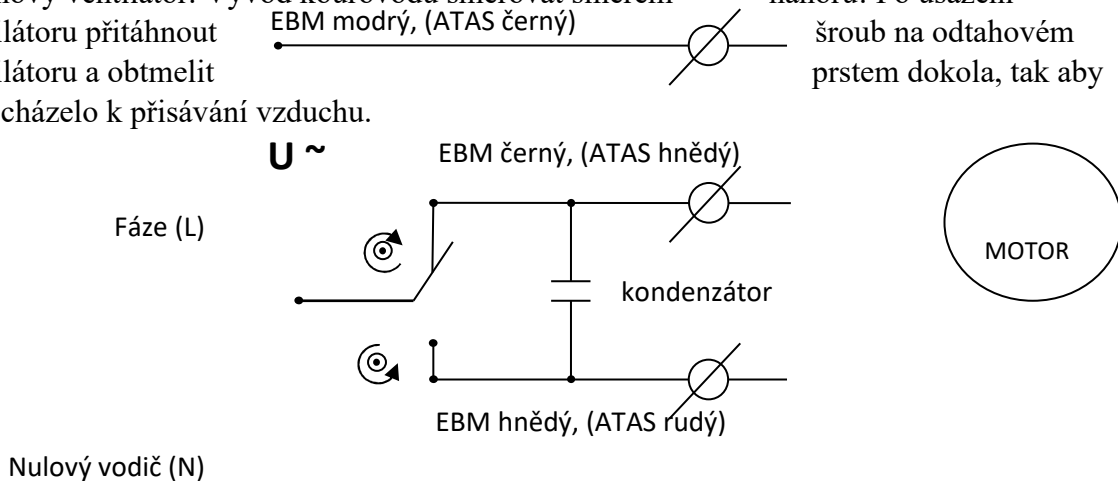 EBM modrý, (ATAS černý)
látoru přitáhnout šroub na odtahovém
látoru a obtmelit prstem dokola, tak aby
cházelo k přisávání vzduchu.
U ~
EBM černý, (ATAS hnědý)
Fáze (L)
MOTOR
kondenzátor
EBM hnědý, (ATAS rudý)
Nulový vodič (N)